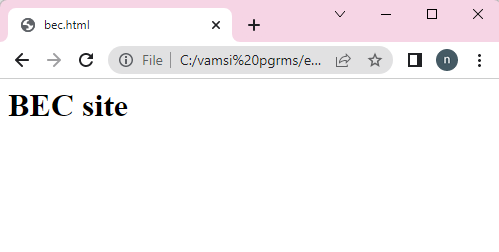 bec.html
File
C:/vamsi%20pgrms/e...
n
BEC site